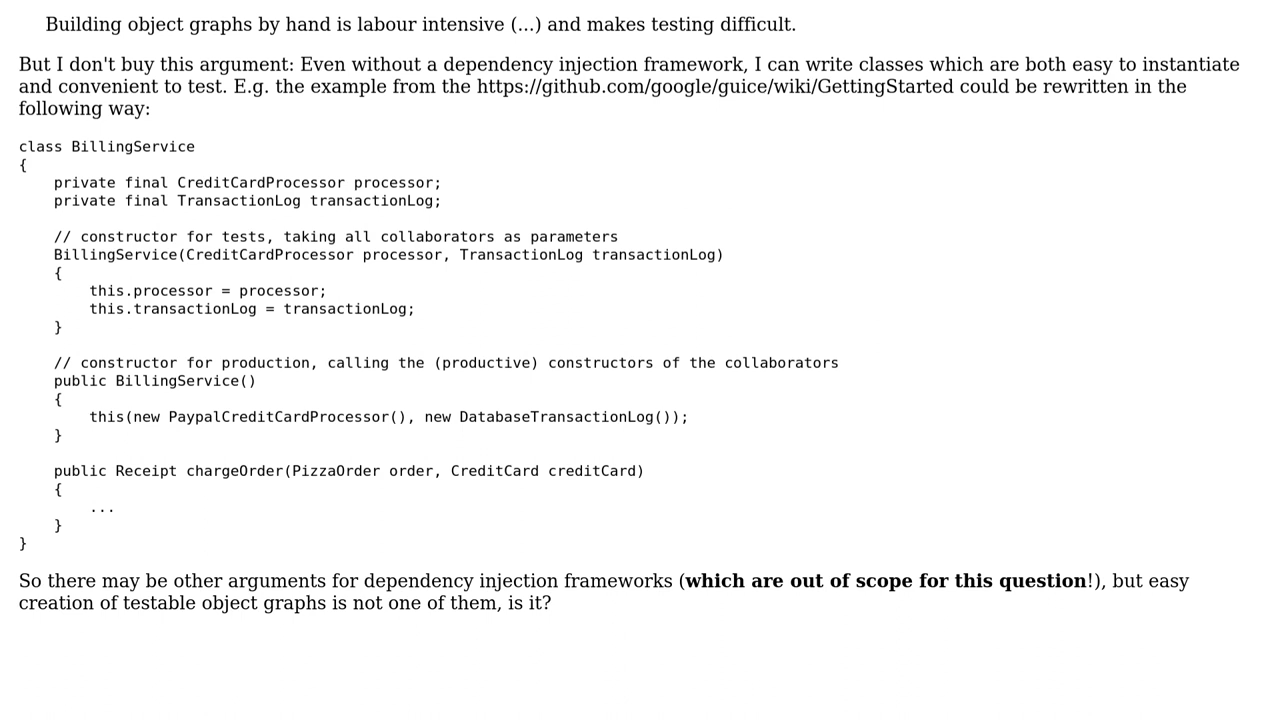 Building object graphs by hand is labour intensive (...) and makes testing difficult.
But I don't buy this argument: Even without a dependency injection framework, I can write classes which are both easy to instantiate
and convenient to test. E.g. the example from the https://github.com/google/guice/wiki/GettingStarted could be rewritten in the
following way:
class BillingService
{
    private final CreditCardProcessor processor;
    private final TransactionLog transactionLog;

    // constructor for tests, taking all collaborators as parameters
    BillingService(CreditCardProcessor processor, TransactionLog transactionLog)
    {
        this.processor = processor;
        this.transactionLog = transactionLog;
    }

    // constructor for production, calling the (productive) constructors of the collaborators
    public BillingService()
    {
        this(new PaypalCreditCardProcessor(), new DatabaseTransactionLog());
    }

    public Receipt chargeOrder(PizzaOrder order, CreditCard creditCard)
    {
        ...
    }
}
So there may be other arguments for dependency injection frameworks (which are out of scope for this question!), but easy
creation of testable object graphs is not one of them, is it?